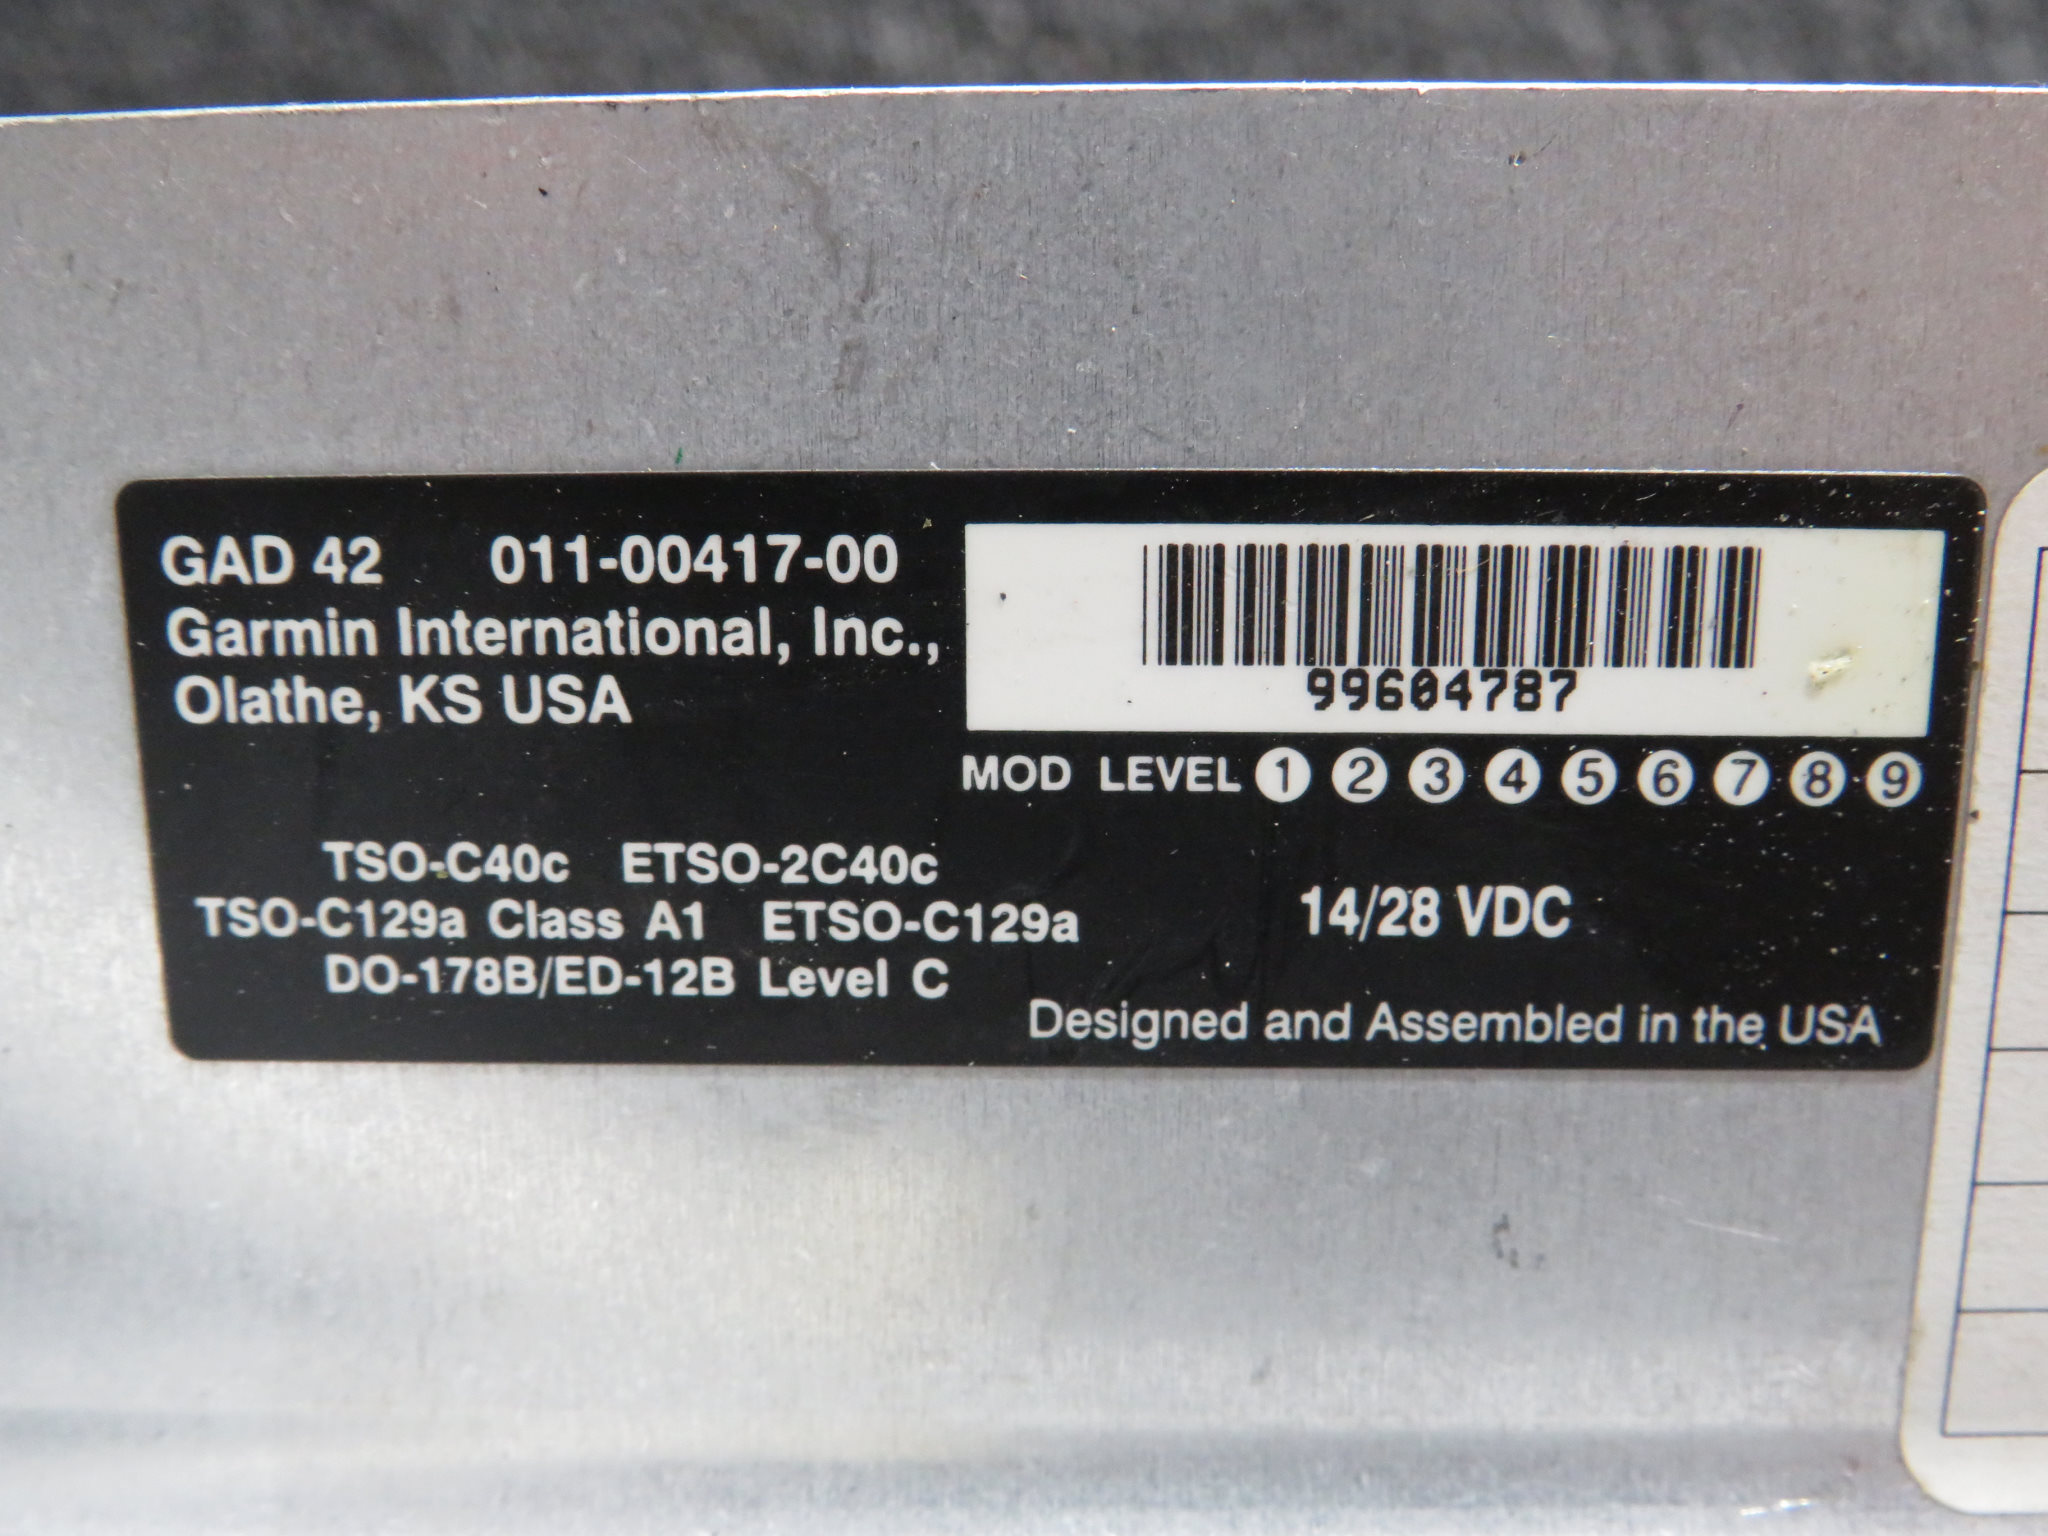 GAD 42 011-00417-00
Garmin International, Inc.,
Olathe, KS USA
99604787
MOD LEVEL 1 2 3 4 5 6 7 8 9
TSO-C40c ETSO-2C40c
TSO-C129a Class A1 ETSO-C129a
DO-178B/ED-12B Level C
14/28 VDC
Designed and Assembled in the USA